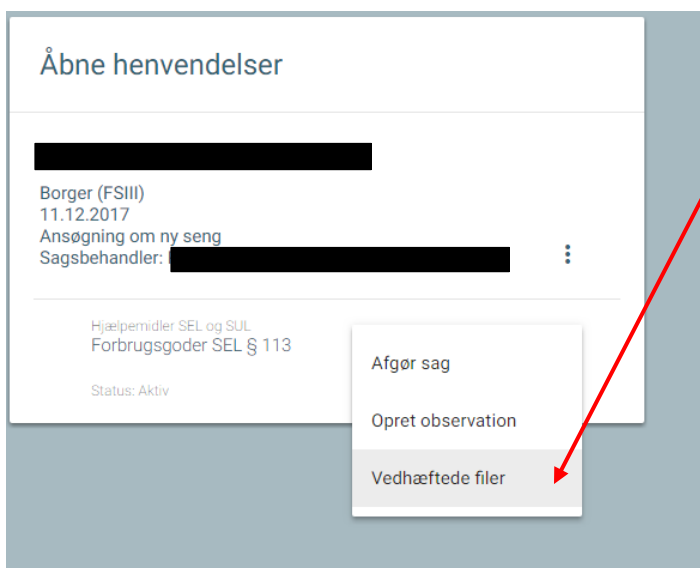 Åbne henvendelser
Borger (FSIII)
11.12.2017
Ansøgning om ny seng
Sagsbehandler:
Hjælpemidler SEL og SUL
Forbrugsgoder SEL § 113
Status: Aktiv
Afgør sag
Opret observation
Vedhæftede filer